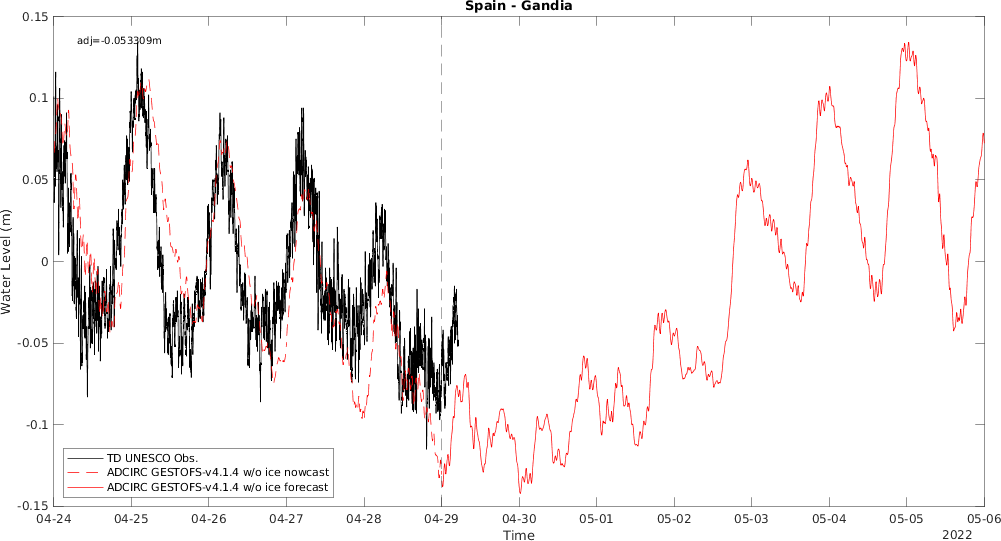 Spain - Gandia
adj=-0.053309m
0.15
0.1
0.05
0
-0.05
-0.1
-0.15
Water Level (m)
TD UNESCO Obs.
ADCIRC GESTOFS-v4.1.4 w/o ice nowcast
ADCIRC GESTOFS-v4.1.4 w/o ice forecast
04-24 04-25 04-26 04-27 04-28 04-29 04-30 05-01 05-02 05-03 05-04 05-05 05-06
Time
2022